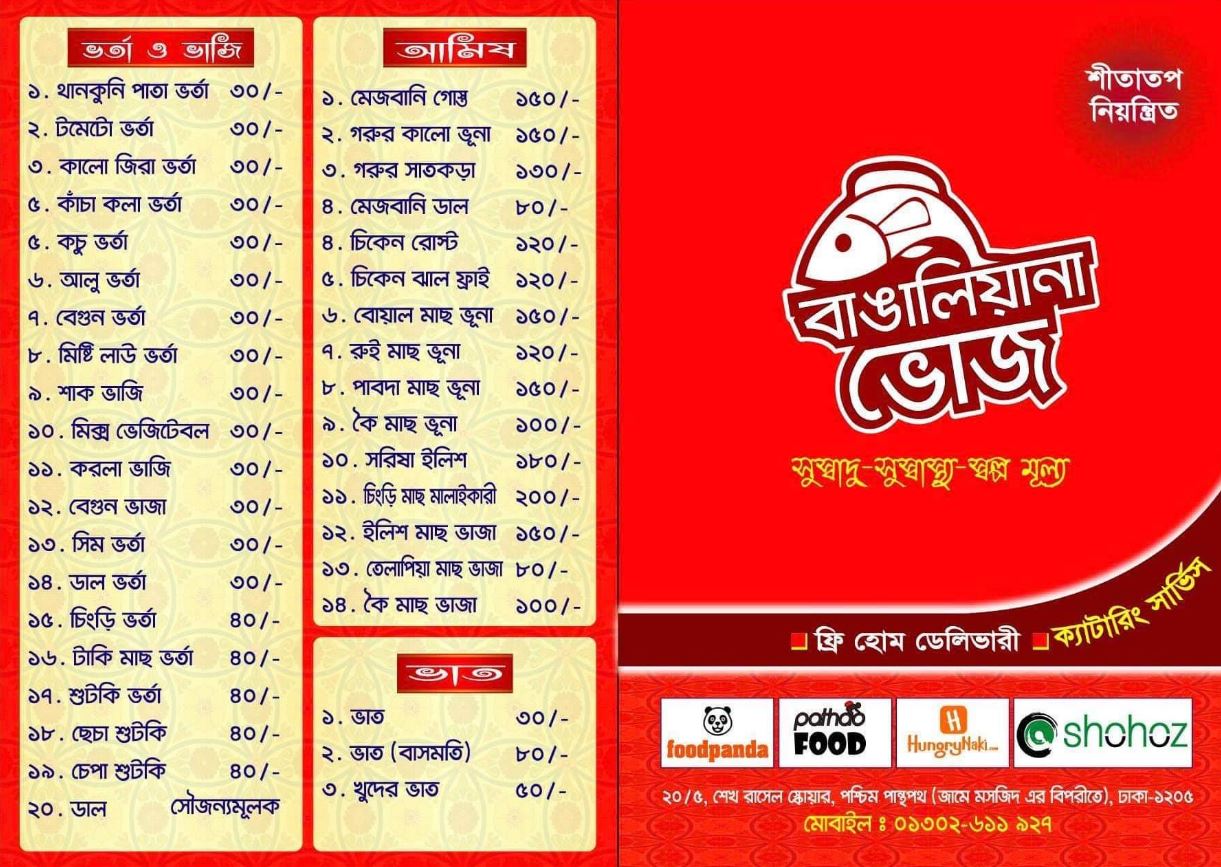 ভর্তা ও ভাজি
১. থানকুনি পাতা ভর্তা ৩০/-
২. টমেটো ভর্তা ৩০/-
৩. কালো জিরা ভর্তা ৩০/-
৫. কাঁচা কলা ভর্তা ৩০/-
৫. কচু ভর্তা ৩০/-
৬. আলু ভর্তা ৩০/-
৭. বেগুন ভর্তা ৩০/-
৮. মিষ্টি লাউ ভর্তা ৩০/-
৯. শাক ভাজি ৩০/-
১০. মিক্স ভেজিটেবল ৩০/-
১১. করলা ভাজি ৩০/-
১২. বেগুন ভাজা ৩০/-
১৩. সিম ভর্তা ৩০/-
১৪. ডাল ভর্তা ৩০/-
১৫. চিংড়ি ভর্তা ৪০/-
১৬. টাকি মাছ ভর্তা ৪০/-
১৭. শুটকি ভর্তা ৪০/-
১৮. ছেচা শুটকি ৪০/-
১৯. চেপা শুটকি ৪০/-
২০. ডাল সৌজন্যমূলক
আমিষ
১. মেজবানি গোস্ত ১৫০/-
২. গরুর কালো ভূনা ১৫০/-
৩. গরুর সাতকড়া ১৩০/-
৪. মেজবানি ডাল ৮০/-
৪. চিকেন রোস্ট ১২০/-
৫. চিকেন ঝাল ফ্রাই ১২০/-
৬. বোয়াল মাছ ভূনা ১৫০/-
৭. রুই মাছ ভূনা ১২০/-
৮. পাবদা মাছ ভূনা ১৫০/-
৯. কৈ মাছ ভূনা ১০০/-
১০. সরিষা ইলিশ ১৮০/-
১১. চিংড়ি মাছ মালাইকারী ২০০/-
১২. ইলিশ মাছ ভাজা ১৫০/-
১৩. তেলাপিয়া মাছ ভাজা ৮০/-
১৪. কৈ মাছ ভাজা ১০০/-
ভাত
১. ভাত ৩০/-
২. ভাত (বাসমতি) ৮০/-
৩. খুদের ভাত ৫০/-
শীতাতপ
নিয়ন্ত্রিত
বাঙালিয়ানা
ভোজ
সুস্বাদু-সুস্বাস্থ্য-স্বল্প মূল্য
ফ্রি হোম ডেলিভারী ক্যাটারিং সার্ভিস
foodpanda
pathao
FOOD
HungryNaki.com
shohoz
২০/৫, শেখ রাসেল স্কোয়ার, পশ্চিম পান্থপথ (জামে মসজিদ এর বিপরীতে), ঢাকা-১২০৫
মোবাইল ঃ ০১৩০২-৬১১ ৯২৭